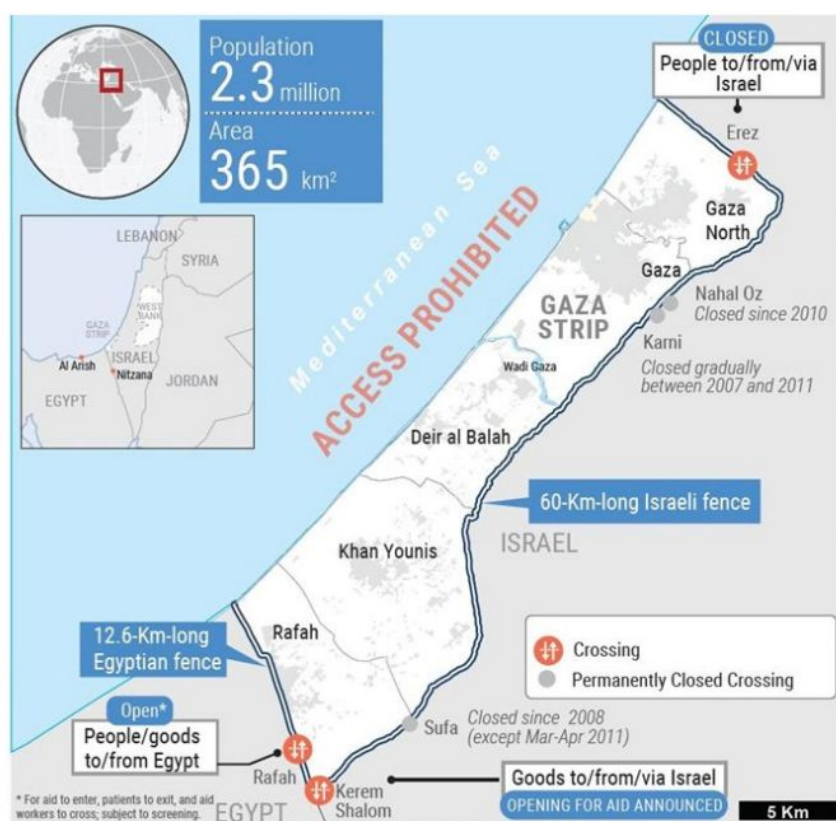 Population
2.3 million
Area
365 km²
CLOSED
People to/from/via
Israel
Erez
Gaza
North
Gaza
Nahal Oz
Closed since 2010
Karni
Closed gradually
between 2007 and 2011
Mediterranean Sea
ACCESS PROHIBITED
GAZA
STRIP
Wadi Gaza
Deir al Balah
LEBANON
SYRIA
WEST
BANK
GAZA
STRIP
ISRAEL
Al Arish
Nitzana
JORDAN
EGYPT
60-Km-long Israeli fence
ISRAEL
Khan Younis
12.6-Km-long
Egyptian fence
Rafah
Crossing
Permanently Closed Crossing
Open*
People/goods
to/from Egypt
Rafah
Sufa
Closed since 2008
(except Mar-Apr 2011)
Kerem
Shalom
Goods to/from/via Israel
OPENING FOR AID ANNOUNCED
* For aid to enter, patients to exit, and aid
workers to cross; subject to screening.
EGYPT
5 Km